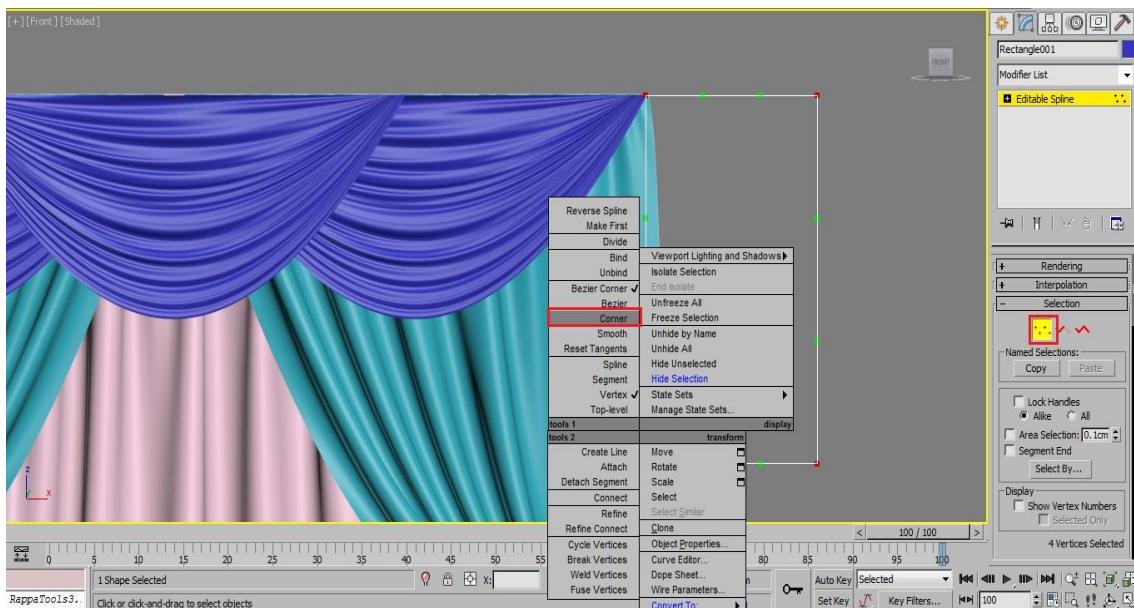 [+][Front][Shaded]
FRONT
Reverse Spline
Make First
Divide
Bind
Unbind
Bezier Corner
Bezier
Corner
Smooth
Reset Tangents
Spline
Segment
Vertex
Top-level
Viewport Lighting and Shadows
Isolate Selection
End Isolate
Unfreeze All
Freeze Selection
Unhide by Name
Unhide All
Hide Unselected
Hide Selection
State Sets
Manage State Sets...
tools 1
display
tools 2
transform
Create Line
Attach
Detach Segment
Connect
Refine
Refine Connect
Cycle Vertices
Break Vertices
Weld Vertices
Fuse Vertices
Move
Rotate
Scale
Select
Select Similar
Clone
Object Properties...
Curve Editor...
Dope Sheet...
Wire Parameters...
Convert To:
z
x
Rectangle001
Modifier List
Editable Spline
+ Rendering
+ Interpolation
- Selection
Named Selections:
Copy Paste
Lock Handles
Alike All
Area Selection: 0.1cm
Segment End
Select By...
Display
Show Vertex Numbers
Selected Only
4 Vertices Selected
< 100 / 100 >
0 5 10 15 20 25 30 35 40 45 50 55 80 85 90 95 100
1 Shape Selected X:
Auto Key Selected
RappaTools3.
Click or click-and-drag to select objects
Set Key Key Filters... 100